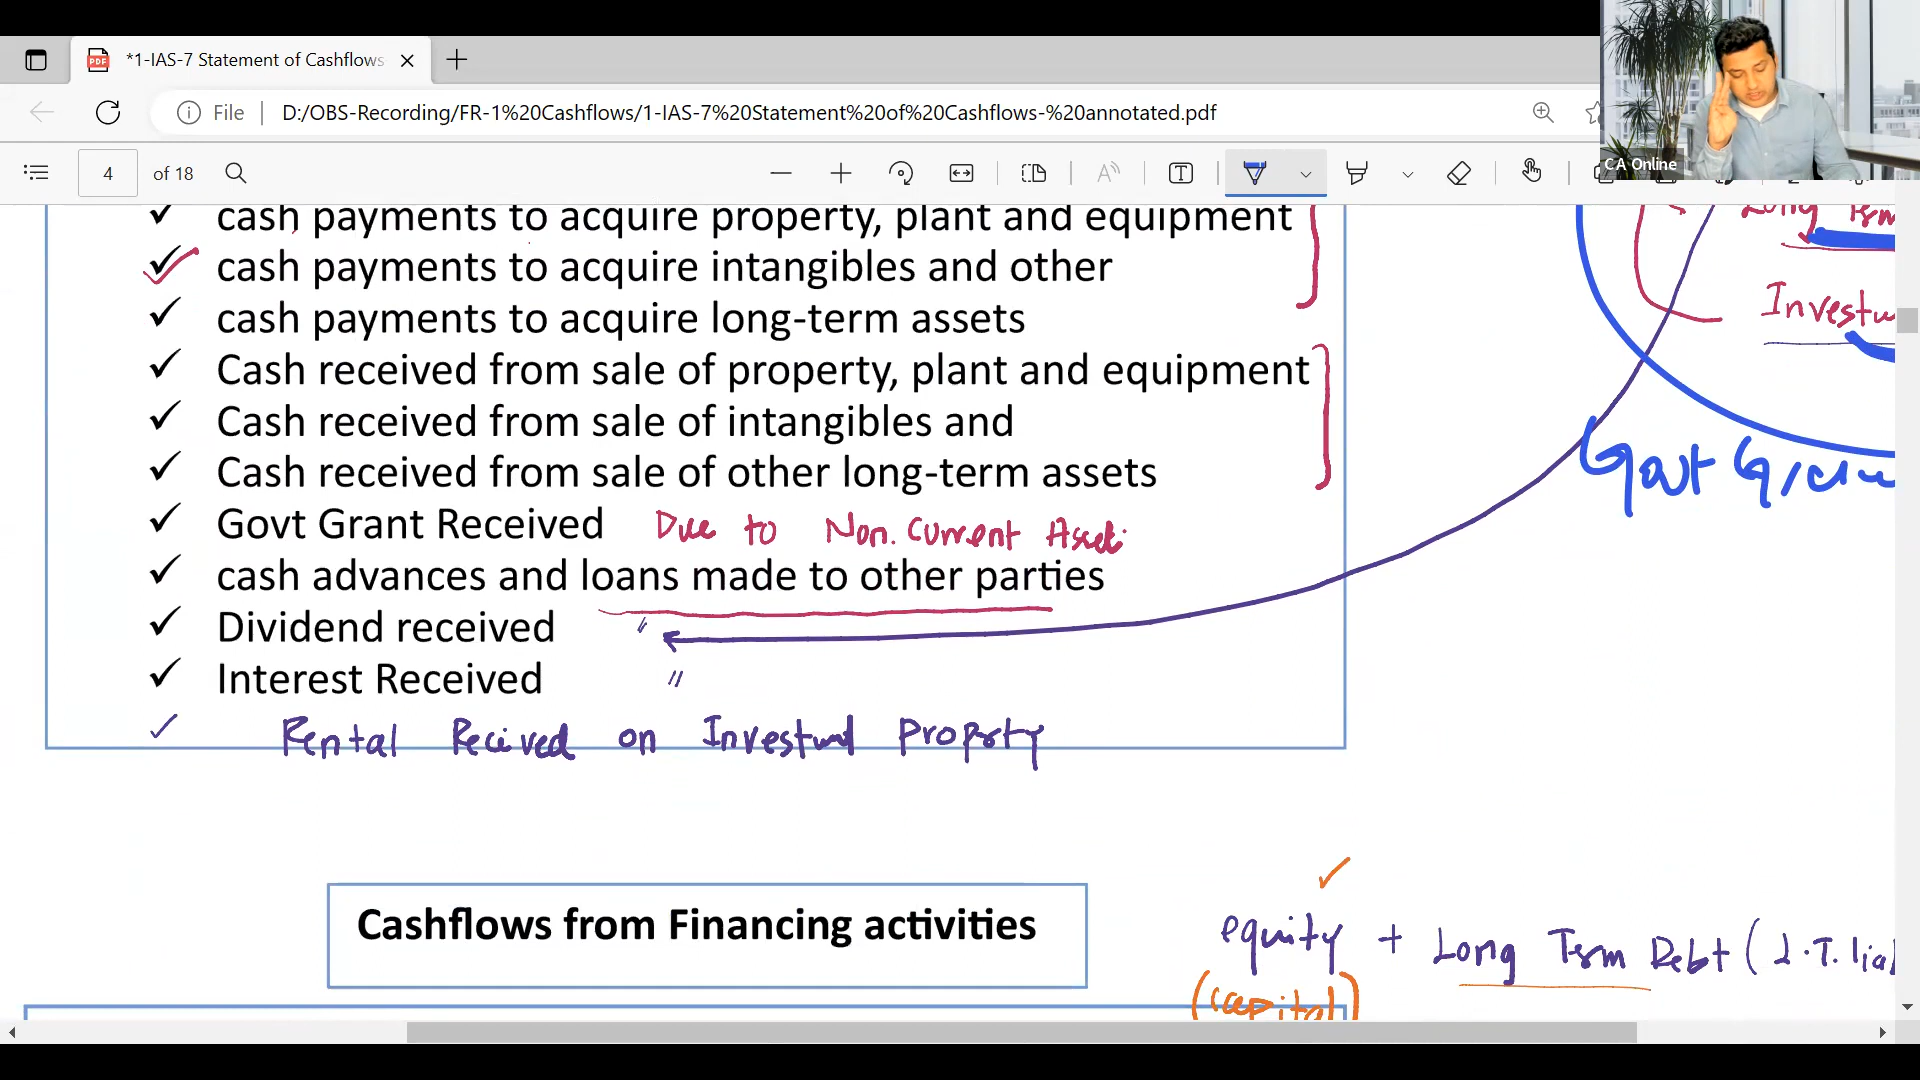 *1-IAS-7 Statement of Cashflows
File
D:/OBS-Recording/FR-1%20Cashflows/1-IAS-7%20Statement%20of%20Cashflows-%20annotated.pdf
4 of 18
CA Online
cash payments to acquire property, plant and equipment
cash payments to acquire intangibles and other
cash payments to acquire long-term assets
Cash received from sale of property, plant and equipment
Cash received from sale of intangibles and
Cash received from sale of other long-term assets
Govt Grant Received Due to Non. Current Asset
cash advances and loans made to other parties
Dividend received "
Interest Received "
Rental Recived on Investmt Property
Long Term
Govt
Cashflows from Financing activities
equity + Long Term Debt (L.T. lia
(capital)